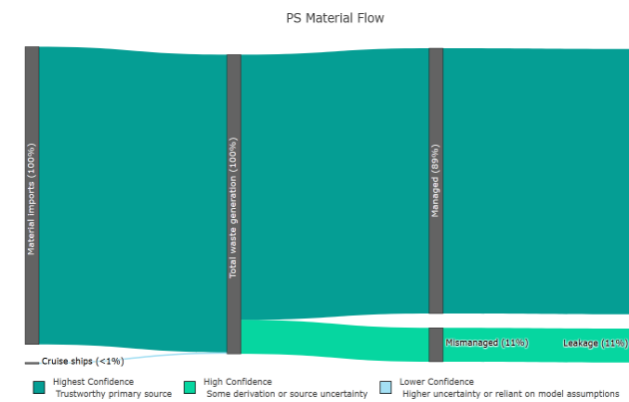 PS Material Flow
Material imports (100%)
Total waste generation (100%)
Managed (89%)
Mismanaged (11%)
Leakage (11%)
Cruise ships (<1%)
Highest Confidence
Trustworthy primary source
High Confidence
Some derivation or source uncertainty
Lower Confidence
Higher uncertainty or reliant on model assumptions